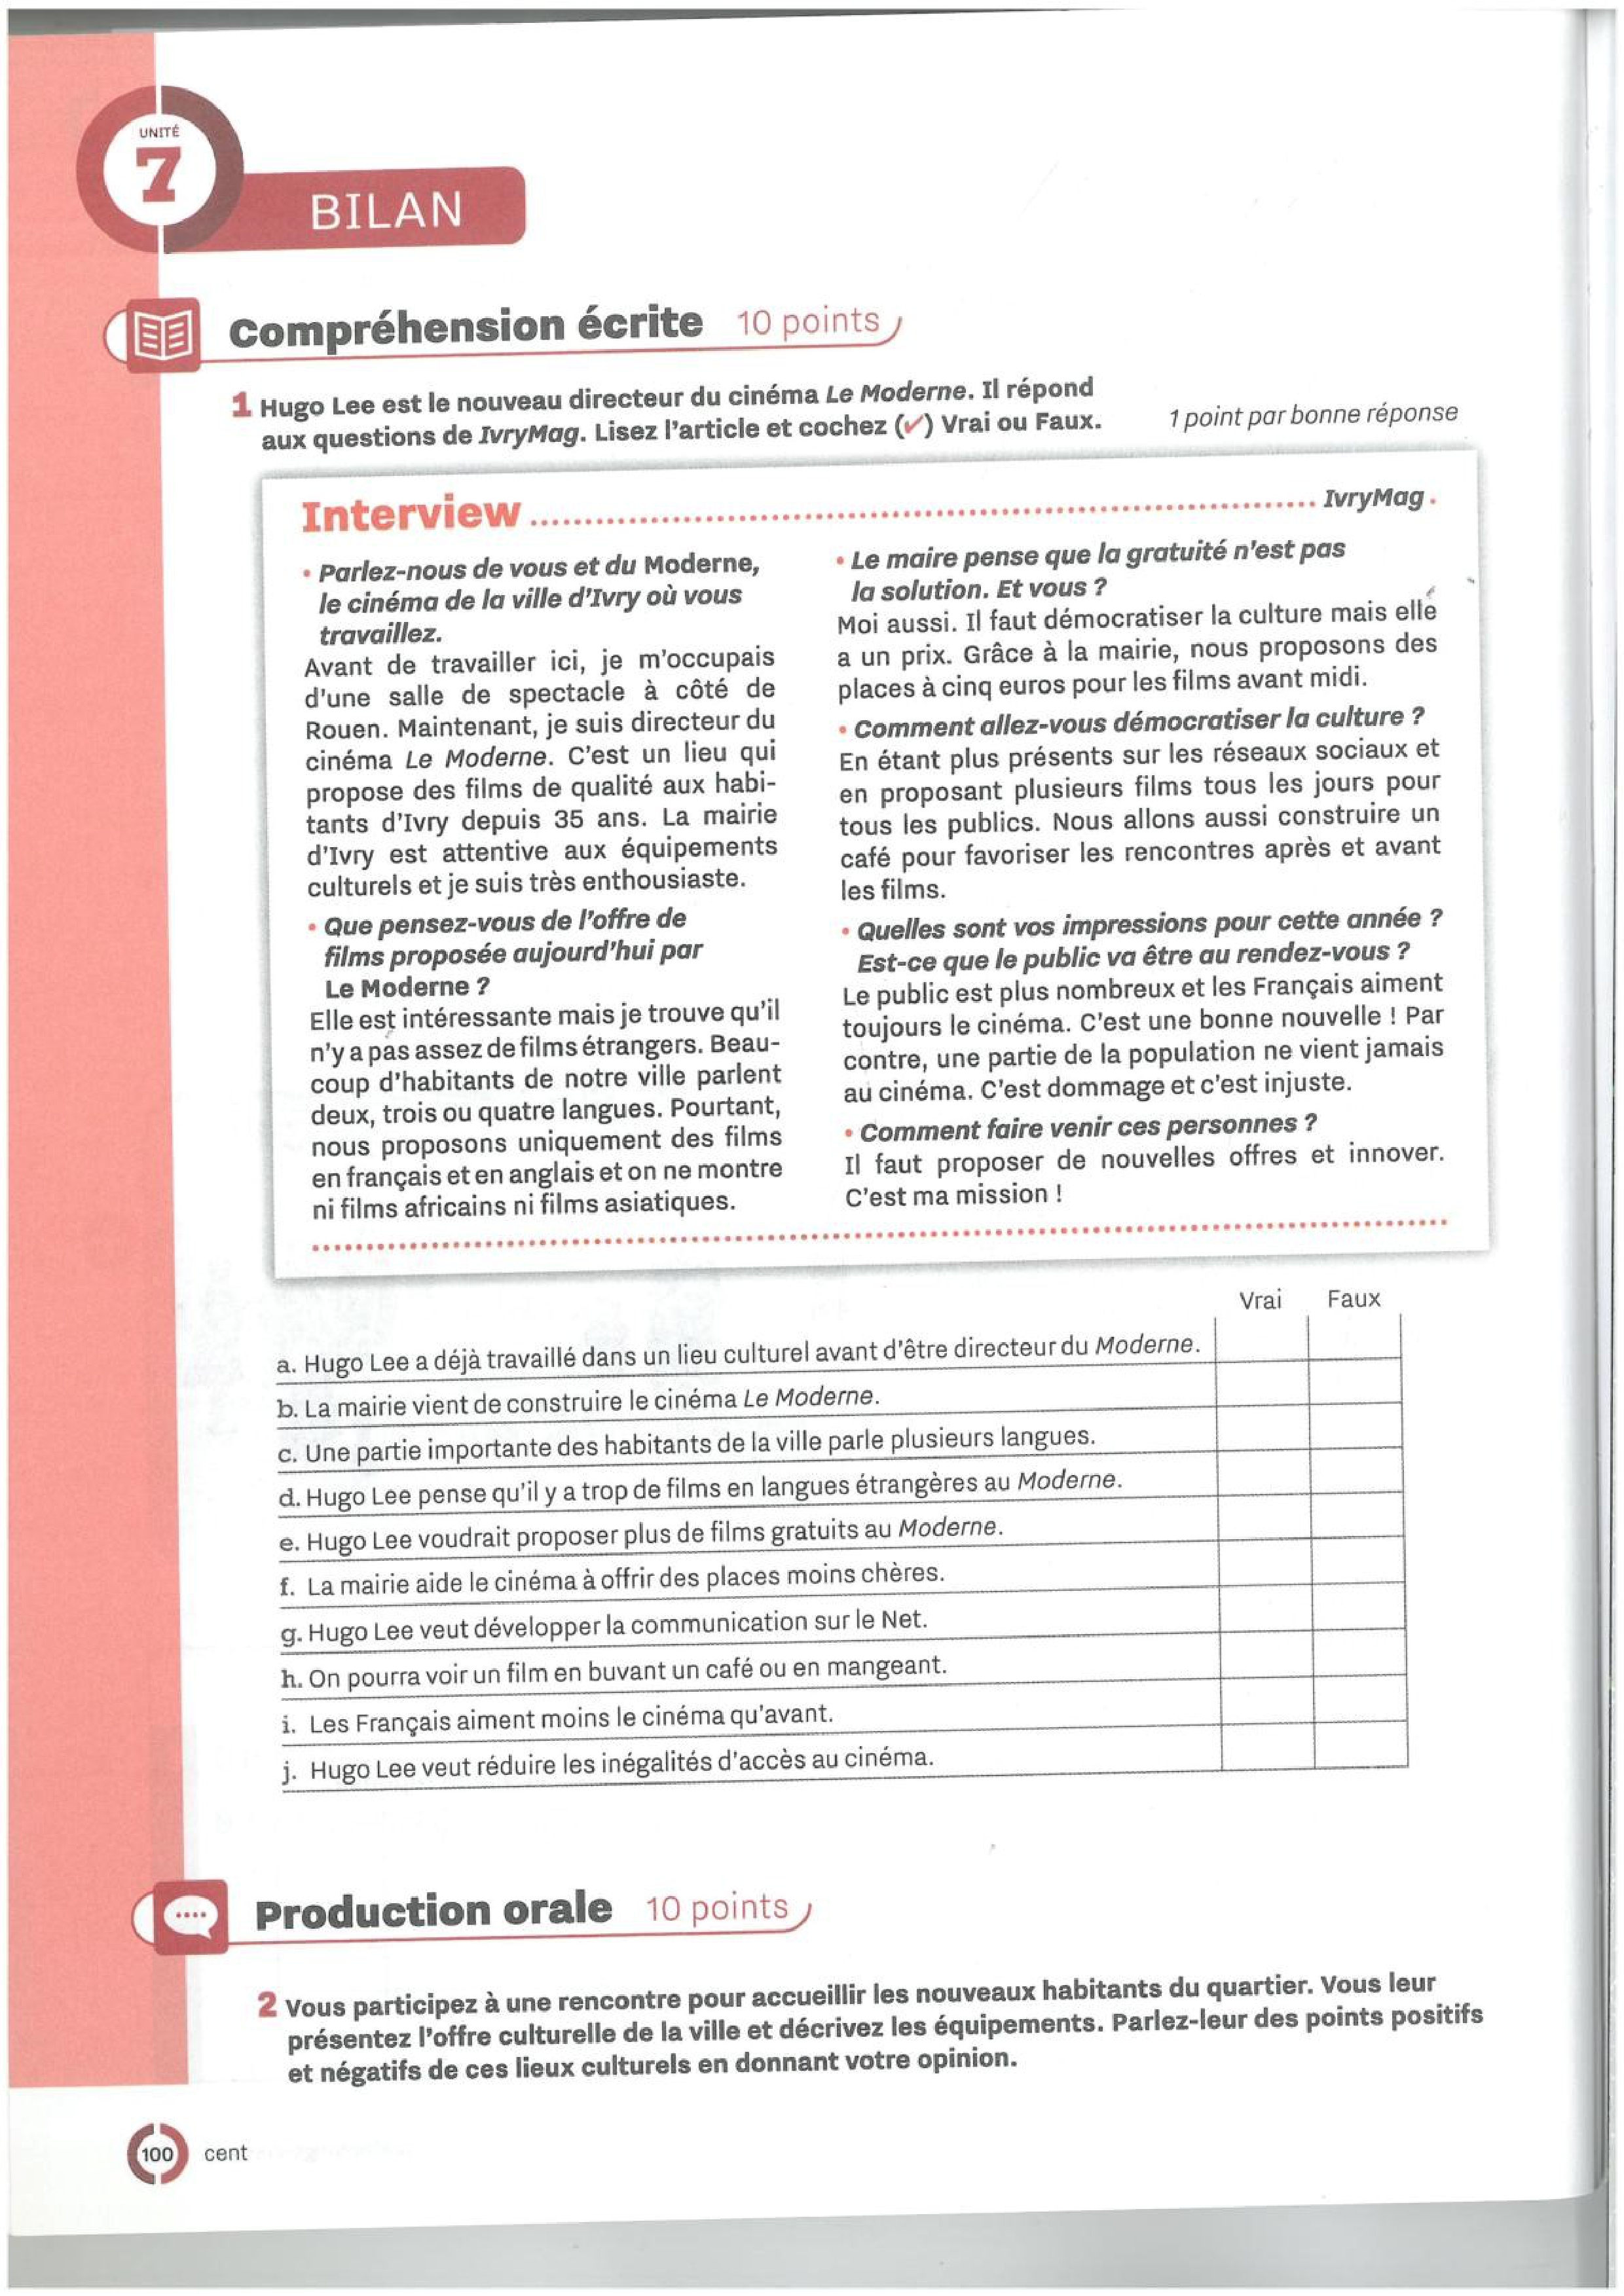 UNITÉ
7
BILAN
Compréhension écrite 10 points
1 Hugo Lee est le nouveau directeur du cinéma Le Moderne. Il répond
aux questions de IvryMag. Lisez l'article et cochez (✓) Vrai ou Faux.
1 point par bonne réponse
Interview
IvryMag.
• Parlez-nous de vous et du Moderne,
le cinéma de la ville d'Ivry où vous
travaillez.
Avant de travailler ici, je m'occupais
d'une salle de spectacle à côté de
Rouen. Maintenant, je suis directeur du
cinéma Le Moderne. C'est un lieu qui
propose des films de qualité aux habi-
tants d'Ivry depuis 35 ans. La mairie
d'Ivry est attentive aux équipements
culturels et je suis très enthousiaste.
• Que pensez-vous de l'offre de
films proposée aujourd'hui par
Le Moderne ?
Elle est intéressante mais je trouve qu'il
n'y a pas assez de films étrangers. Beau-
coup d'habitants de notre ville parlent
deux, trois ou quatre langues. Pourtant,
nous proposons uniquement des films
en français et en anglais et on ne montre
ni films africains ni films asiatiques.
• Le maire pense que la gratuité n'est pas
la solution. Et vous ?
Moi aussi. Il faut démocratiser la culture mais elle
a un prix. Grâce à la mairie, nous proposons des
places à cinq euros pour les films avant midi.
• Comment allez-vous démocratiser la culture ?
En étant plus présents sur les réseaux sociaux et
en proposant plusieurs films tous les jours pour
tous les publics. Nous allons aussi construire un
café pour favoriser les rencontres après et avant
les films.
• Quelles sont vos impressions pour cette année ?
Est-ce que le public va être au rendez-vous ?
Le public est plus nombreux et les Français aiment
toujours le cinéma. C'est une bonne nouvelle ! Par
contre, une partie de la population ne vient jamais
au cinéma. C'est dommage et c'est injuste.
• Comment faire venir ces personnes ?
Il faut proposer de nouvelles offres et innover.
C'est ma mission !
Vrai Faux
a. Hugo Lee a déjà travaillé dans un lieu culturel avant d'être directeur du Moderne.
b. La mairie vient de construire le cinéma Le Moderne.
c. Une partie importante des habitants de la ville parle plusieurs langues.
d. Hugo Lee pense qu'il y a trop de films en langues étrangères au Moderne.
e. Hugo Lee voudrait proposer plus de films gratuits au Moderne.
f. La mairie aide le cinéma à offrir des places moins chères.
g. Hugo Lee veut développer la communication sur le Net.
h. On pourra voir un film en buvant un café ou en mangeant.
i. Les Français aiment moins le cinéma qu'avant.
j. Hugo Lee veut réduire les inégalités d'accès au cinéma.
Production orale 10 points
2 Vous participez à une rencontre pour accueillir les nouveaux habitants du quartier. Vous leur
présentez l'offre culturelle de la ville et décrivez les équipements. Parlez-leur des points positifs
et négatifs de ces lieux culturels en donnant votre opinion.
100 cent